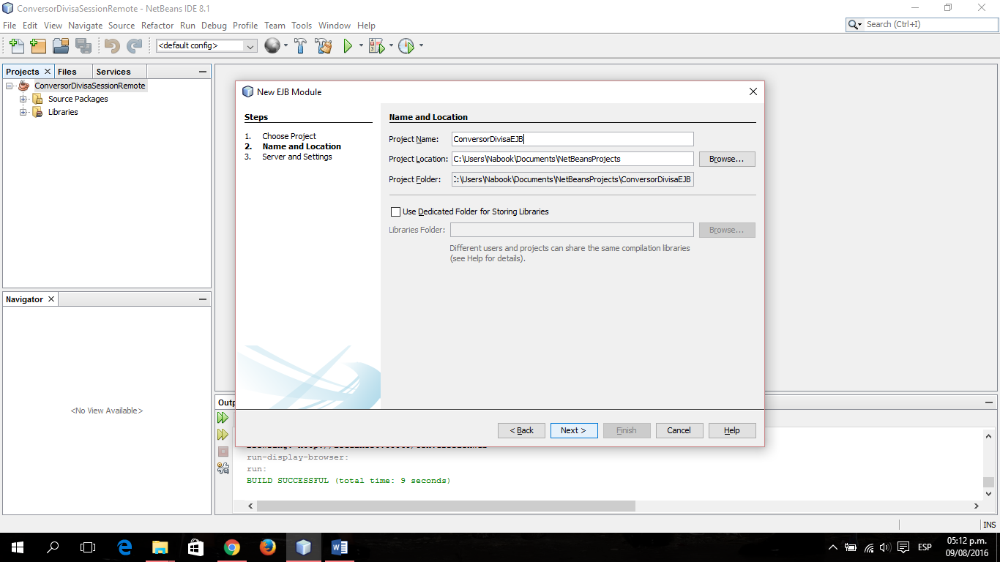 ConversorDivisaSessionRemote - NetBeans IDE 8.1
File Edit View Navigate Source Refactor Run Debug Profile Team Tools Window Help
Search (Ctrl+I)
<default config>
Projects Files Services
ConversorDivisaSessionRemote
Source Packages
Libraries
Navigator
<No View Available>
New EJB Module
Steps
1. Choose Project
2. Name and Location
3. Server and Settings
Name and Location
Project Name: ConversorDivisaEJB
Project Location: C:\Users\Nabook\Documents\NetBeansProjects Browse...
Project Folder: C:\Users\Nabook\Documents\NetBeansProjects\ConversorDivisaEJB
Use Dedicated Folder for Storing Libraries
Libraries Folder: Browse...
Different users and projects can share the same compilation libraries
(see Help for details).
< Back Next > Finish Cancel Help
Outp
run-display-browser:
run:
BUILD SUCCESSFUL (total time: 9 seconds)
INS
ESP
05:12 p.m.
09/08/2016